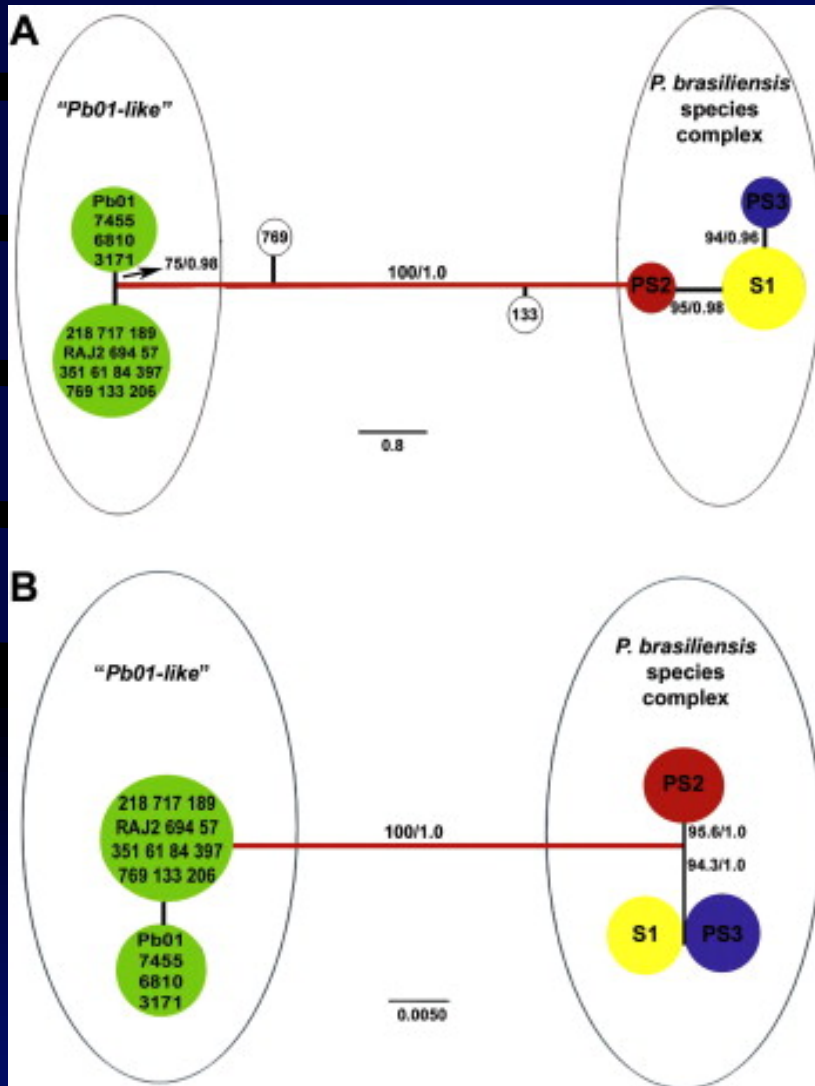 A
"Pb01-like"
P. brasiliensis
species
complex
Pb01
7455
6810
3171
75/0.98
769
100/1.0
133
PS3
94/0.96
PS2
S1
95/0.98
218 717 189
RAJ2 694 57
351 61 84 397
769 133 206
0.8
B
"Pb01-like"
P. brasiliensis
species
complex
218 717 189
RAJ2 694 57
351 61 84 397
769 133 206
100/1.0
PS2
95.6/1.0
94.3/1.0
S1
PS3
Pb01
7455
6810
3171
0.0050